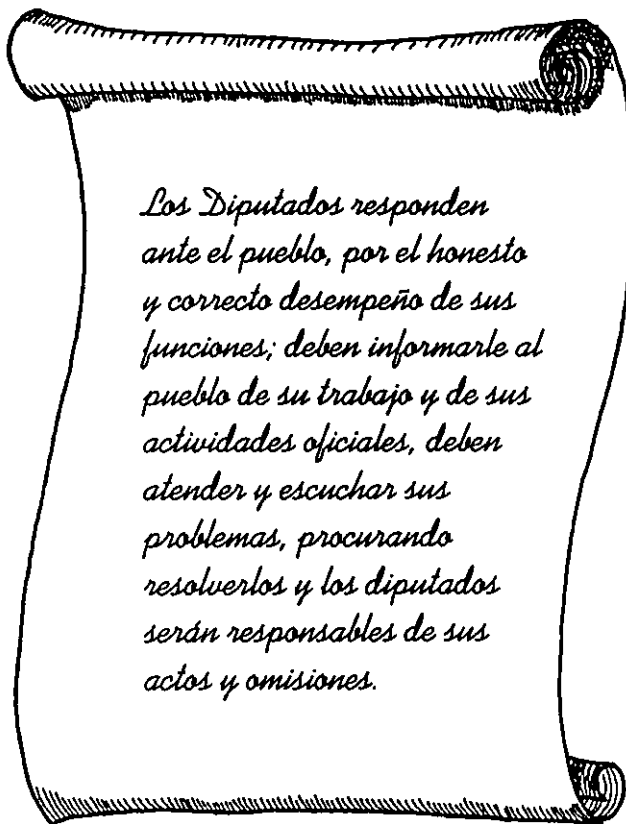 Los Diputados responden
ante el pueblo, por el honesto
y correcto desempeño de sus
funciones; deben informarle al
pueblo de su trabajo y de sus
actividades oficiales, deben
atender y escuchar sus
problemas, procurando
resolverlos y los diputados
serán responsables de sus
actos y omisiones.